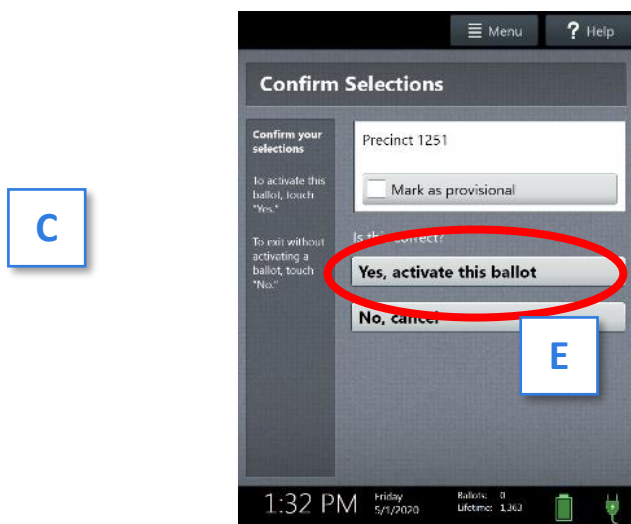 Menu
? Help
Confirm Selections
Confirm your
selections
To activate this
ballot, touch
"Yes."
To exit without
activating a
ballot, touch
"No."
Precinct 1251
Mark as provisional
Is this correct?
Yes, activate this ballot
No, cancel
C
E
1:32 PM
Friday
5/1/2020
Ballots: 0
Lifetime: 1,363